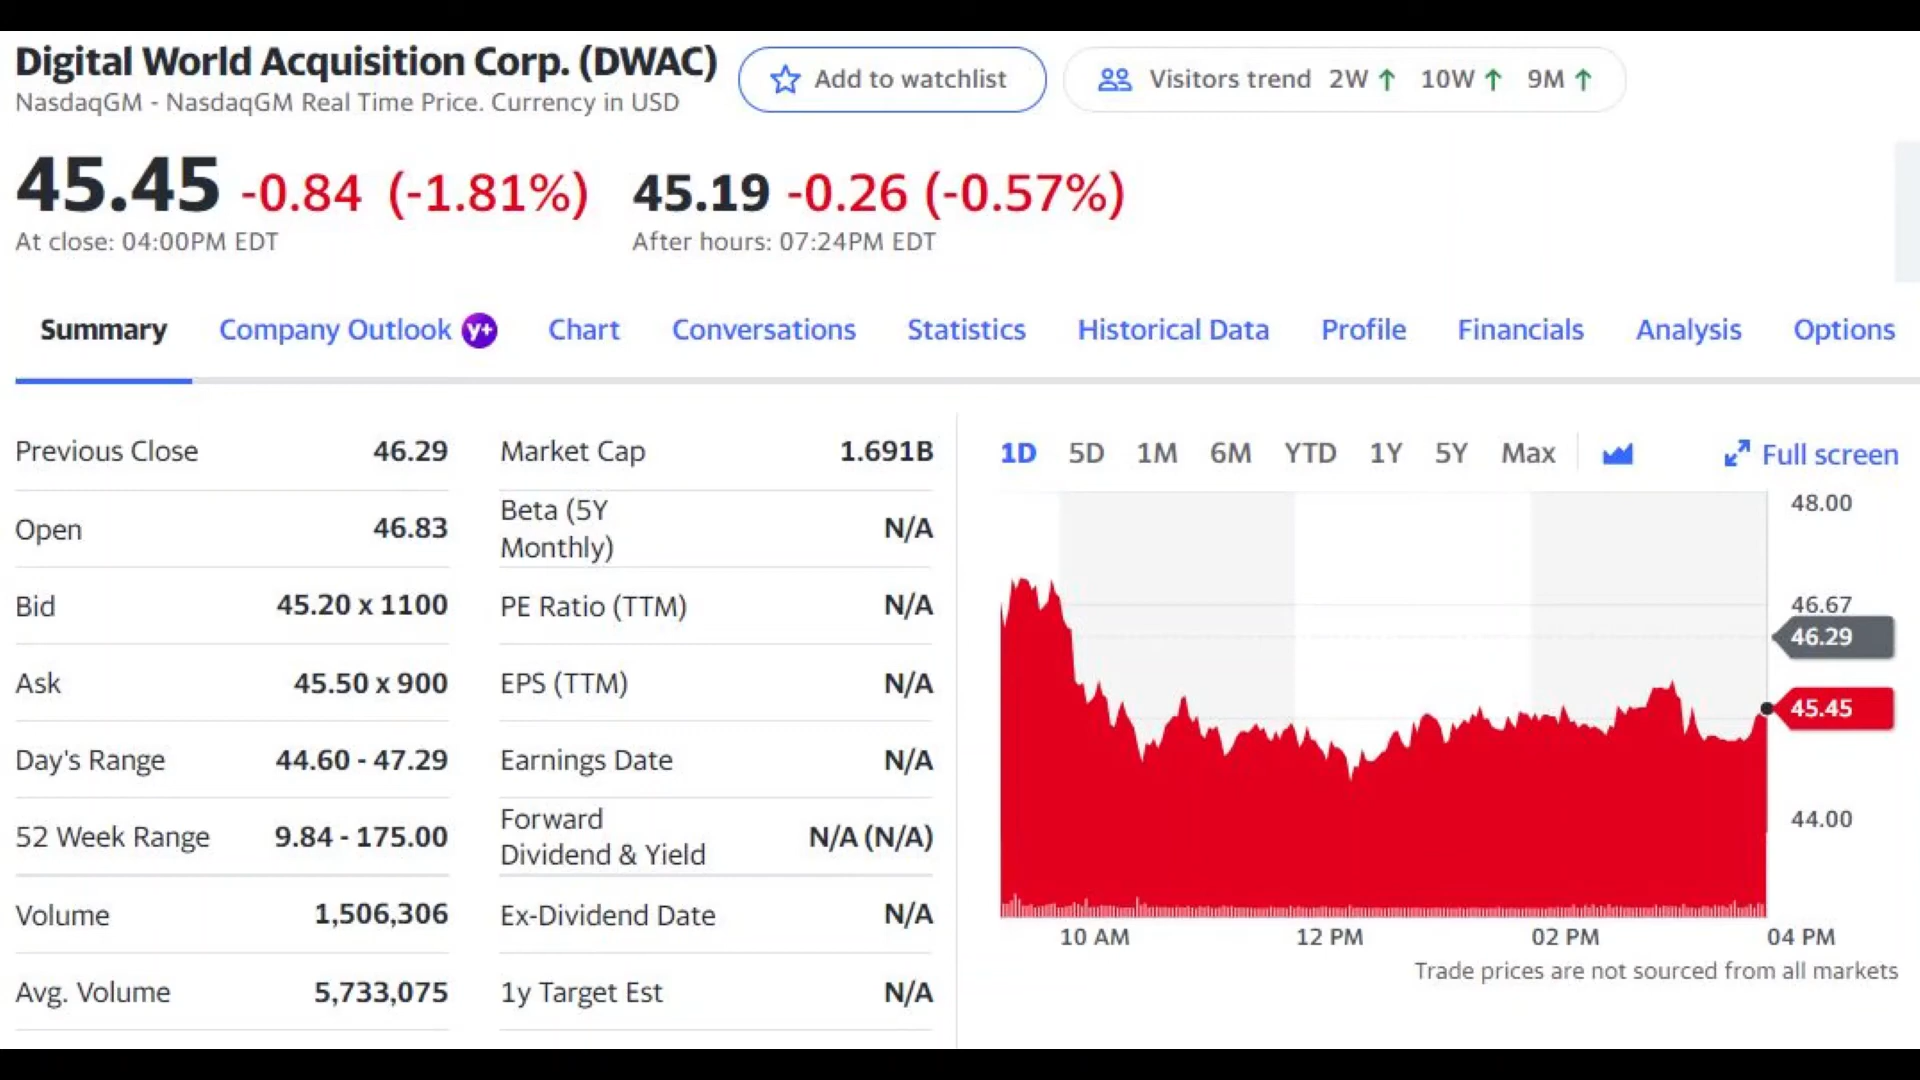 Digital World Acquisition Corp. (DWAC)
NasdaqGM - NasdaqGM Real Time Price. Currency in USD
Add to watchlist
Visitors trend 2W ↑ 10W ↑ 9M ↑
45.45 -0.84 (-1.81%)
At close: 04:00PM EDT
45.19 -0.26 (-0.57%)
After hours: 07:24PM EDT
Summary
Company Outlook y+
Chart
Conversations
Statistics
Historical Data
Profile
Financials
Analysis
Options
Previous Close 46.29
Open 46.83
Bid 45.20 x 1100
Ask 45.50 x 900
Day's Range 44.60 - 47.29
52 Week Range 9.84 - 175.00
Volume 1,506,306
Avg. Volume 5,733,075
Market Cap 1.691B
Beta (5Y
Monthly) N/A
PE Ratio (TTM) N/A
EPS (TTM) N/A
Earnings Date N/A
Forward
Dividend & Yield N/A (N/A)
Ex-Dividend Date N/A
1y Target Est N/A
1D 5D 1M 6M YTD 1Y 5Y Max
Full screen
48.00
46.67
46.29
45.45
44.00
10 AM 12 PM 02 PM 04 PM
Trade prices are not sourced from all markets